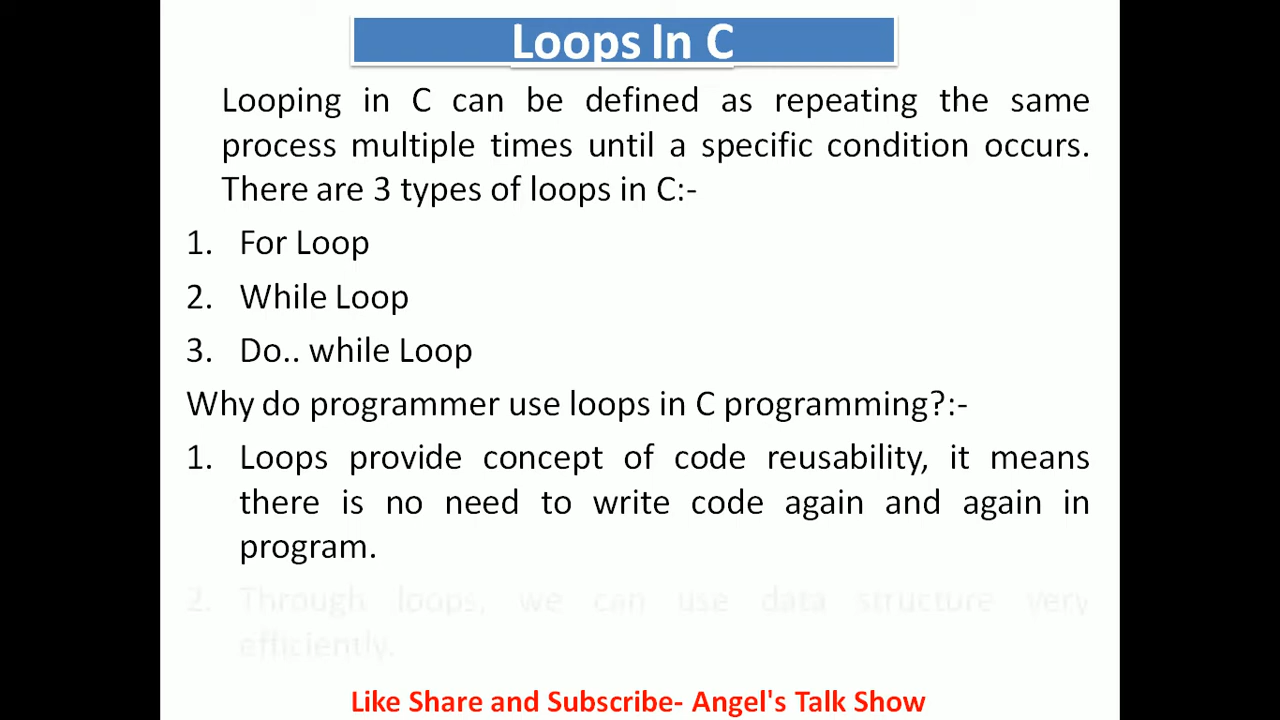 Loops In C
Looping in C can be defined as repeating the same
process multiple times until a specific condition occurs.
There are 3 types of loops in C:-
1. For Loop
2. While Loop
3. Do.. while Loop
Why do programmer use loops in C programming?:-
1. Loops provide concept of code reusability, it means
there is no need to write code again and again in
program.
2. Through loops, we can use data structure very
efficiently.
Like Share and Subscribe- Angel's Talk Show